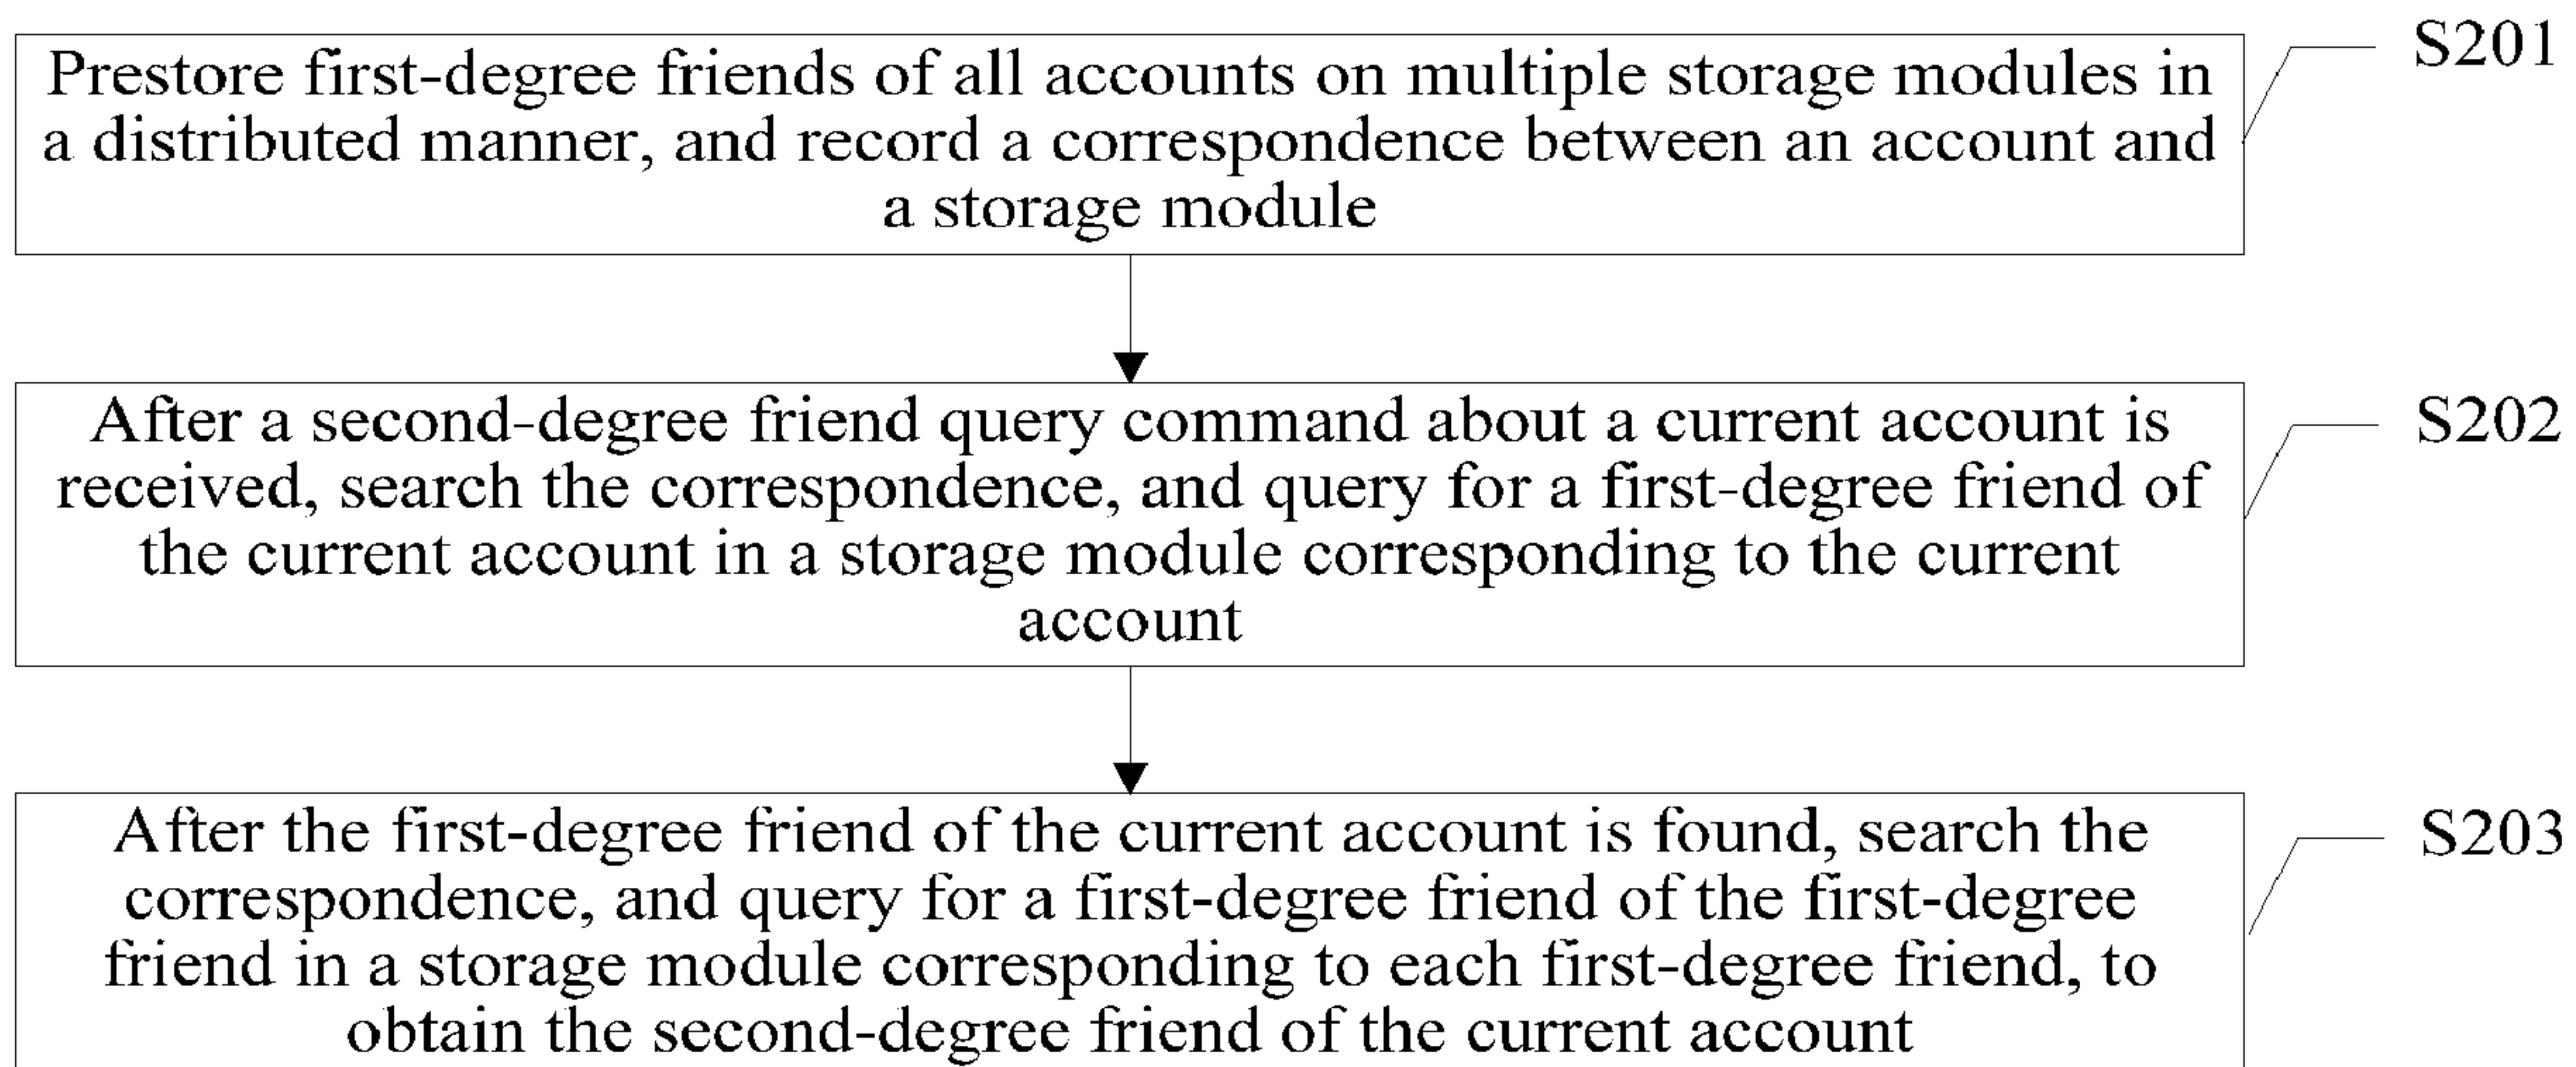 Prestore first-degree friends of all accounts on multiple storage modules in
a distributed manner, and record a correspondence between an account and
a storage module
S201
After a second-degree friend query command about a current account is
received, search the correspondence, and query for a first-degree friend of
the current account in a storage module corresponding to the current
account
S202
After the first-degree friend of the current account is found, search the
correspondence, and query for a first-degree friend of the first-degree
friend in a storage module corresponding to each first-degree friend, to
obtain the second-degree friend of the current account
S203